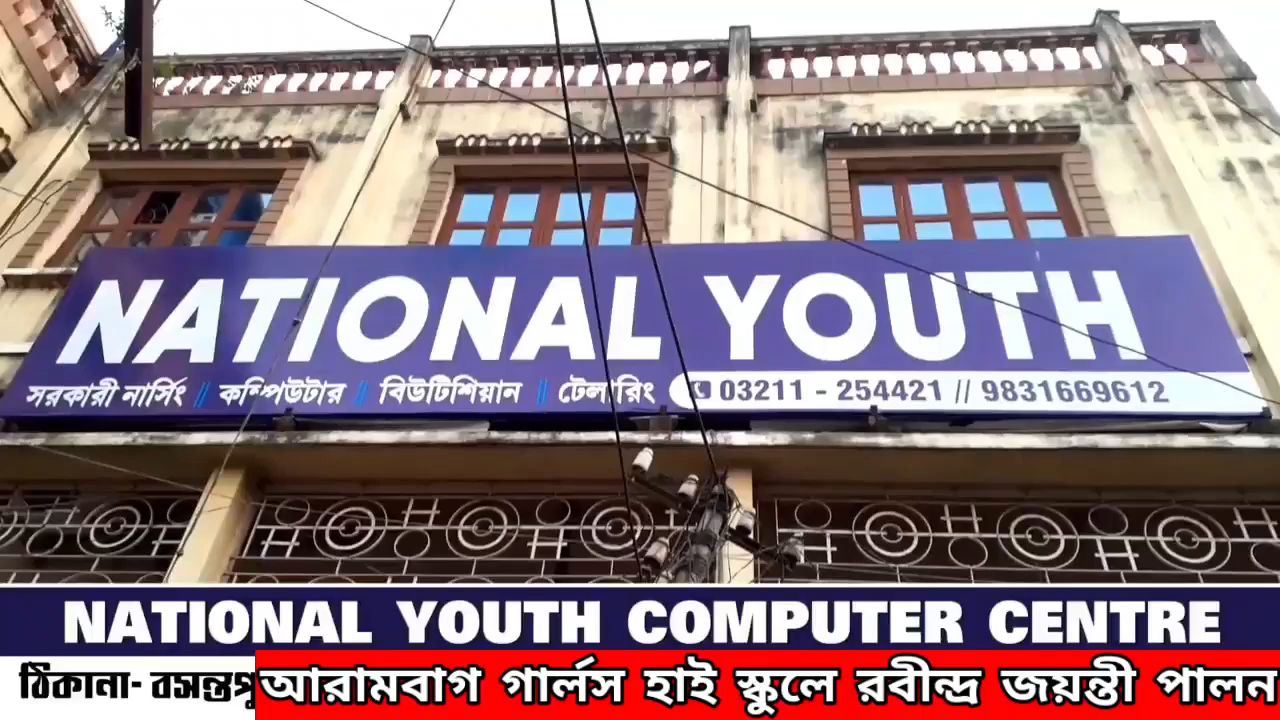 NATIONAL YOUTH
সরকারী নার্সিং // কম্পিউটার // বিউটিশিয়ান // টেলারিং 03211 - 254421 // 9831669612
NATIONAL YOUTH COMPUTER CENTRE
ঠিকানা-
আরামবাগ গার্লস হাই স্কুলে রবীন্দ্র জয়ন্তী পালন